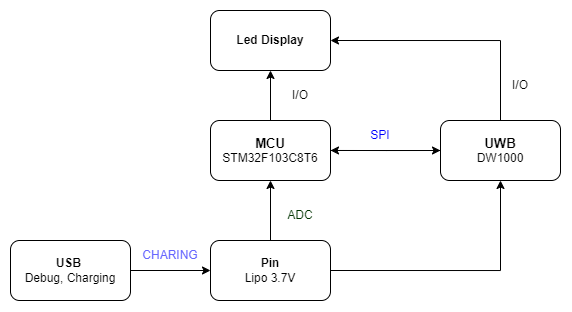 Led Display
I/O
I/O
MCU
STM32F103C8T6
SPI
UWB
DW1000
ADC
USB
Debug, Charging
CHARING
Pin
Lipo 3.7V